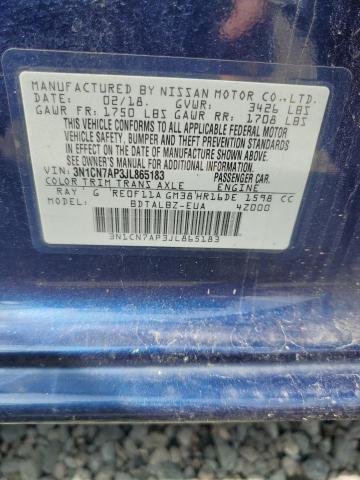 MANUFACTURED BY NISSAN MOTOR CO., LTD.
DATE: 02/18. GVWR: 3426 LBS
GAWR FR: 1750 LBS GAWR RR: 1708 LBS
THIS VEHICLE CONFORMS TO ALL APPLICABLE FEDERAL MOTOR
VEHICLE SAFETY, BUMPER AND THEFT PREVENTION STANDARDS
IN EFFECT ON THE DATE OF MANUFACTURE SHOWN ABOVE.
SEE OWNER'S MANUAL FOR ADDITIONAL INFORMATION
VIN: 3N1CN7AP3JL865183 PASSENGER CAR
COLOR TRIM TRANS AXLE ENGINE
RAY G RE0F11A GM38 HR16DE 1598 CC
BDTALBZ-EUA 4Z000
3N1CN7AP3JL865183